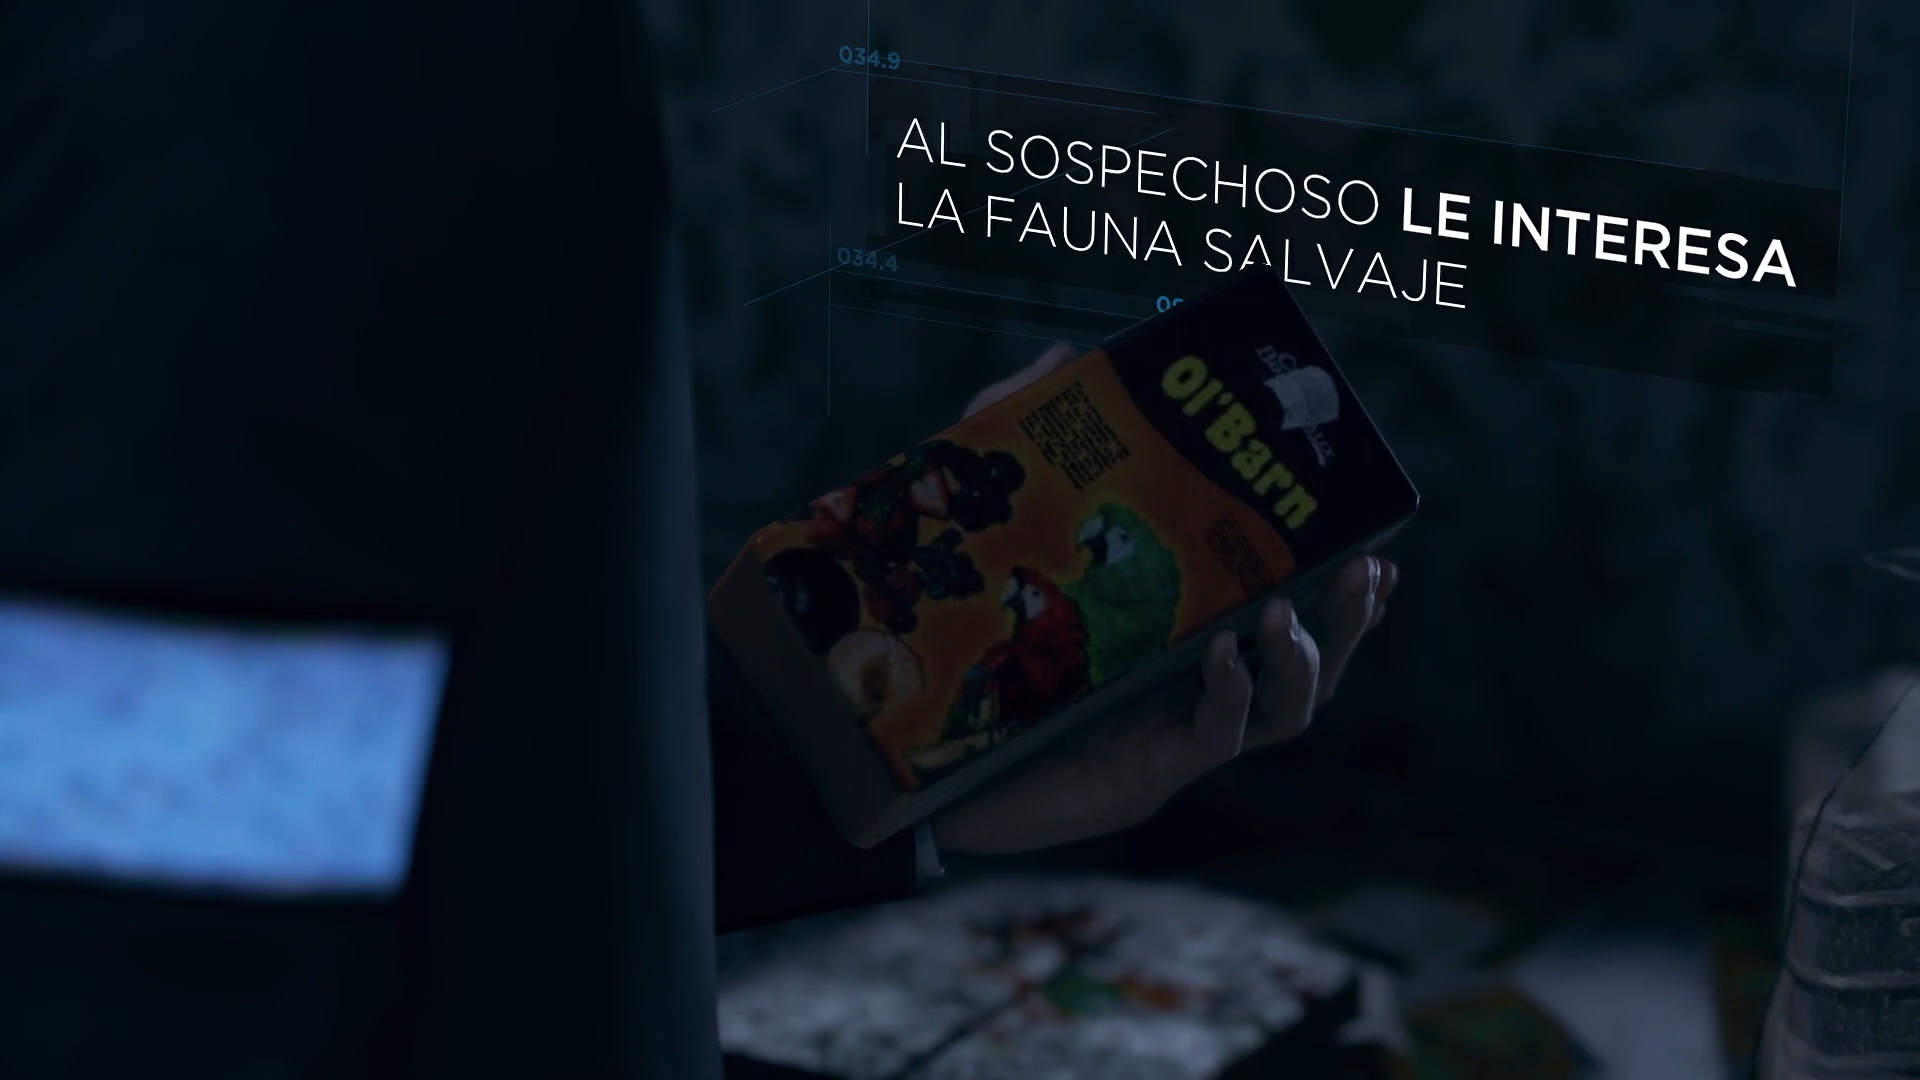 034.9
AL SOSPECHOSO LE INTERESA
LA FAUNA SALVAJE
034.4
Ol'Barn